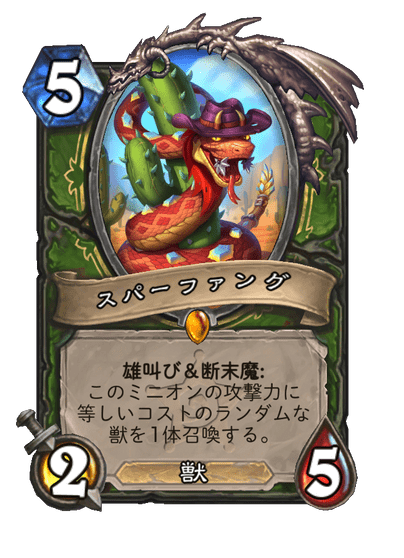 5
スパーファング
雄叫び&断末魔:
このミニオンの攻撃力に
等しいコストのランダムな
獣を1体召喚する。
2
獣
5